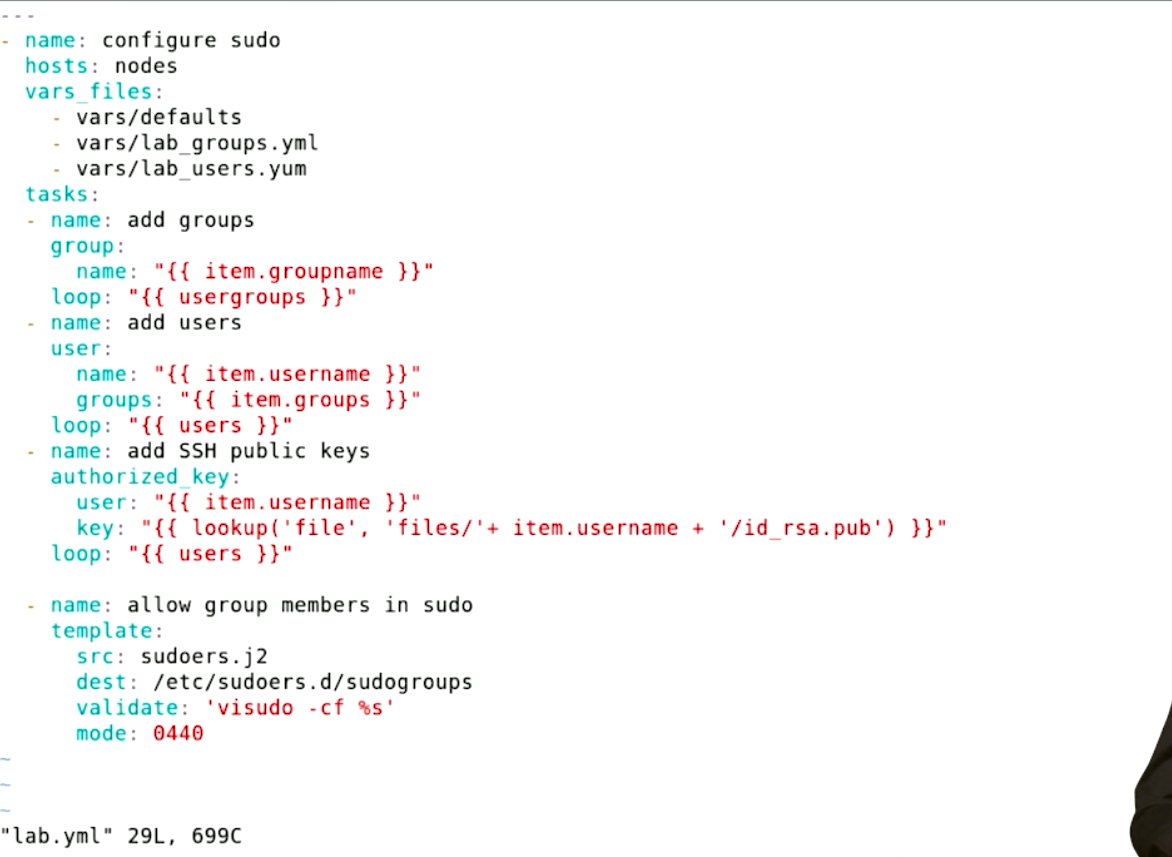 ---
- name: configure sudo
  hosts: nodes
  vars_files:
    - vars/defaults
    - vars/lab_groups.yml
    - vars/lab_users.yum
  tasks:
  - name: add groups
    group:
      name: "{{ item.groupname }}"
    loop: "{{ usergroups }}"
  - name: add users
    user:
      name: "{{ item.username }}"
      groups: "{{ item.groups }}"
    loop: "{{ users }}"
  - name: add SSH public keys
    authorized_key:
      user: "{{ item.username }}"
      key: "{{ lookup('file', 'files/'+ item.username + '/id_rsa.pub') }}"
    loop: "{{ users }}"

  - name: allow group members in sudo
    template:
      src: sudoers.j2
      dest: /etc/sudoers.d/sudogroups
      validate: 'visudo -cf %s'
      mode: 0440
~
~
~
"lab.yml" 29L, 699C